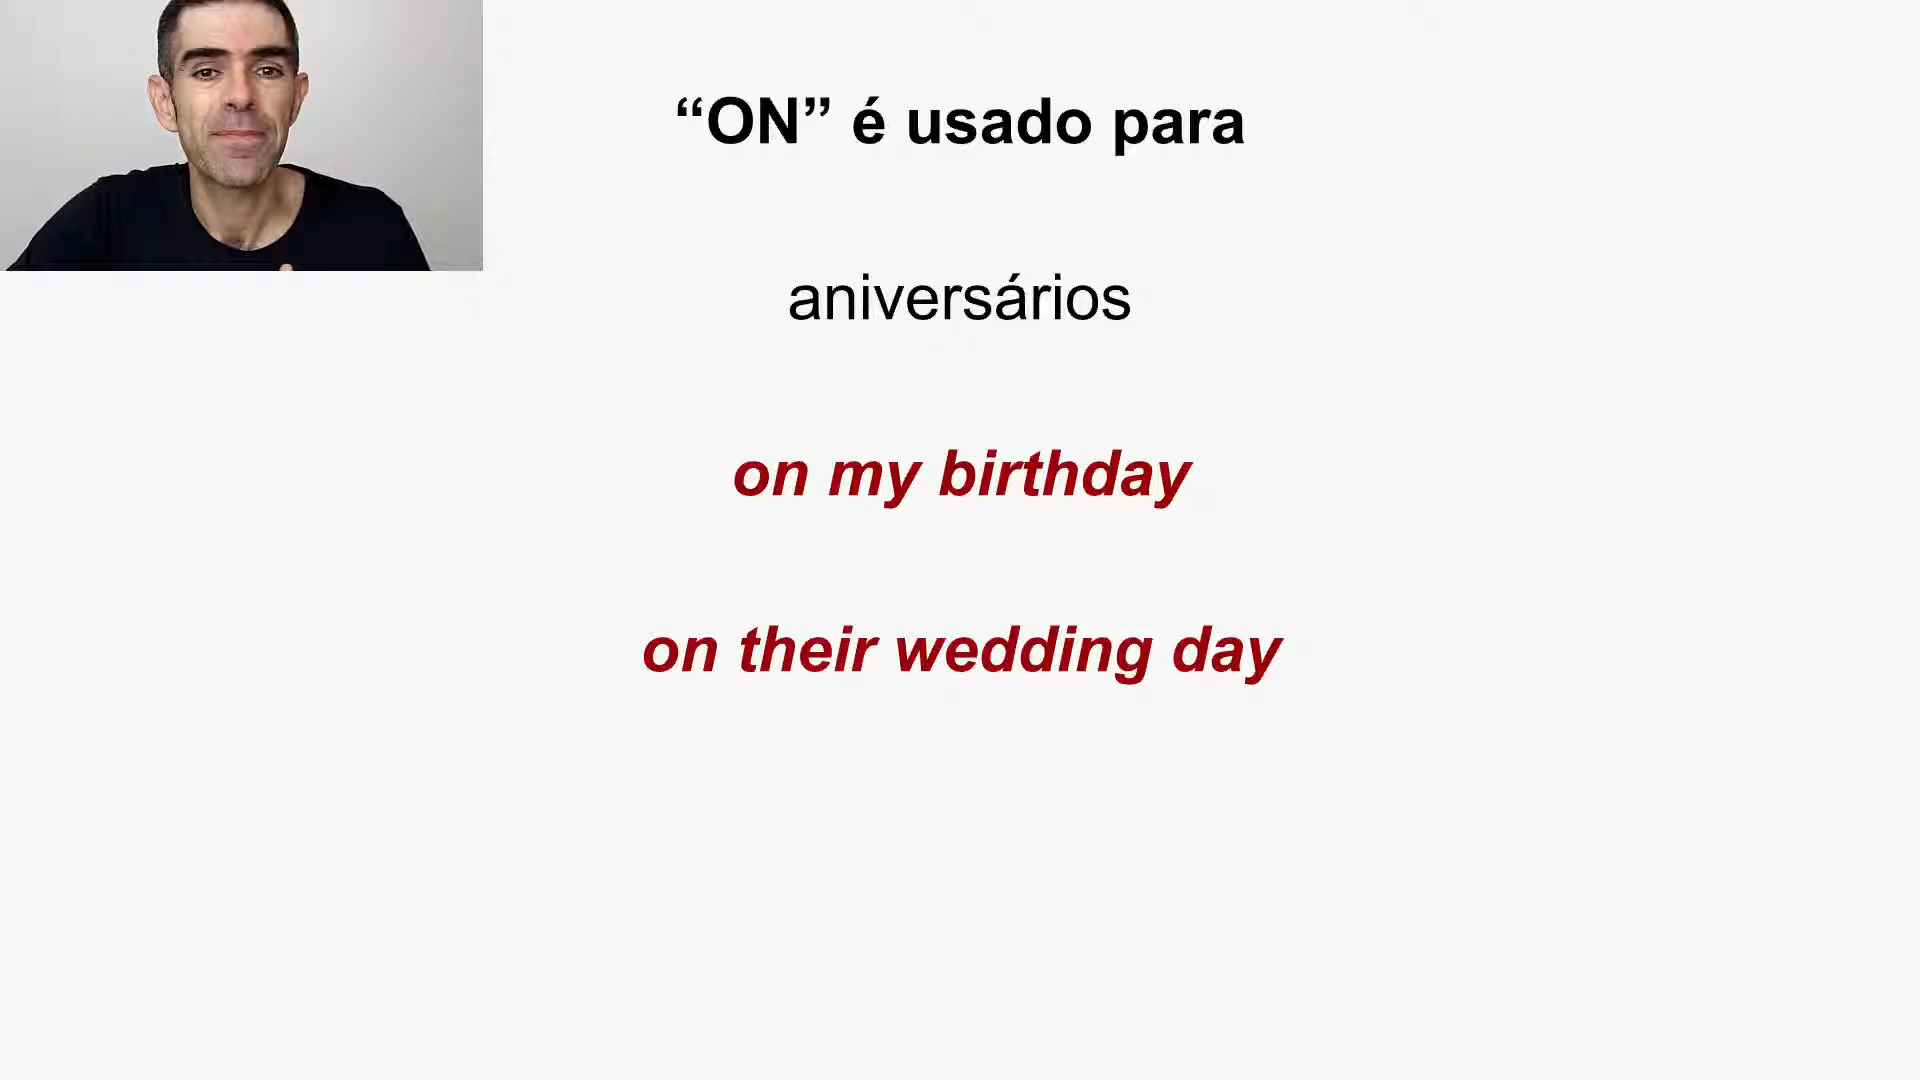 “ON” é usado para
aniversários
on my birthday
on their wedding day